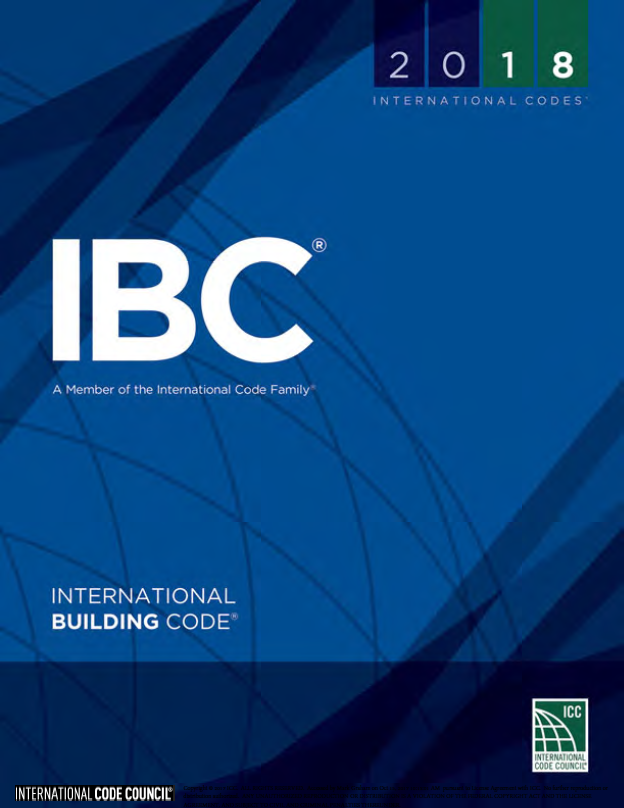 2018
INTERNATIONAL CODES®
IBC®
A Member of the International Code Family®
INTERNATIONAL
BUILDING CODE®
ICC
INTERNATIONAL
CODE COUNCIL®
INTERNATIONAL CODE COUNCIL®